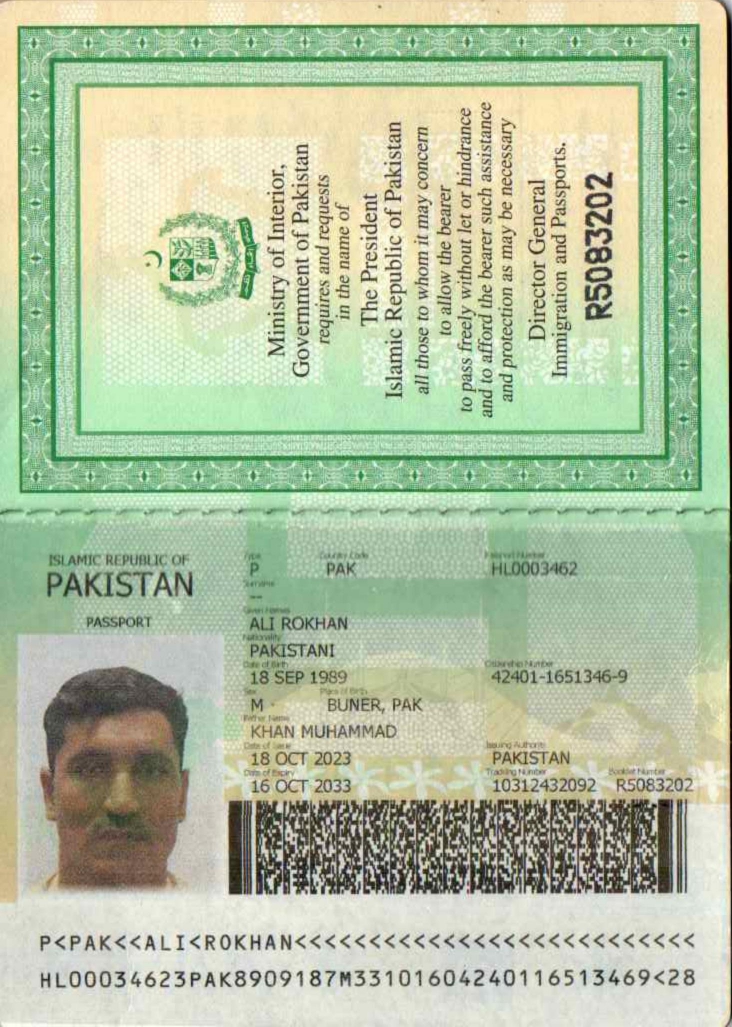 Ministry of Interior,
Government of Pakistan
requires and requests
in the name of
The President
Islamic Republic of Pakistan
all those to whom it may concern
to allow the bearer
to pass freely without let or hindrance
and to afford the bearer such assistance
and protection as may be necessary
Director General
Immigration and Passports.
R5083202
ISLAMIC REPUBLIC OF
PAKISTAN
PASSPORT
Type Country Code Passport Number
P PAK HL0003462
Surname
--
Given Names
ALI ROKHAN
Nationality
PAKISTANI
Date of Birth Citizenship Number
18 SEP 1989 42401-1651346-9
Sex Place of Birth
M BUNER, PAK
Father Name
KHAN MUHAMMAD
Date of Issue Issuing Authority
18 OCT 2023 PAKISTAN
Date of Expiry Tracking Number Booklet Number
16 OCT 2033 10312432092 R5083202
P<PAK<<ALI<ROKHAN<<<<<<<<<<<<<<<<<<<<<<<<<<<
HL00034623PAK8909187M33101604240116513469<28